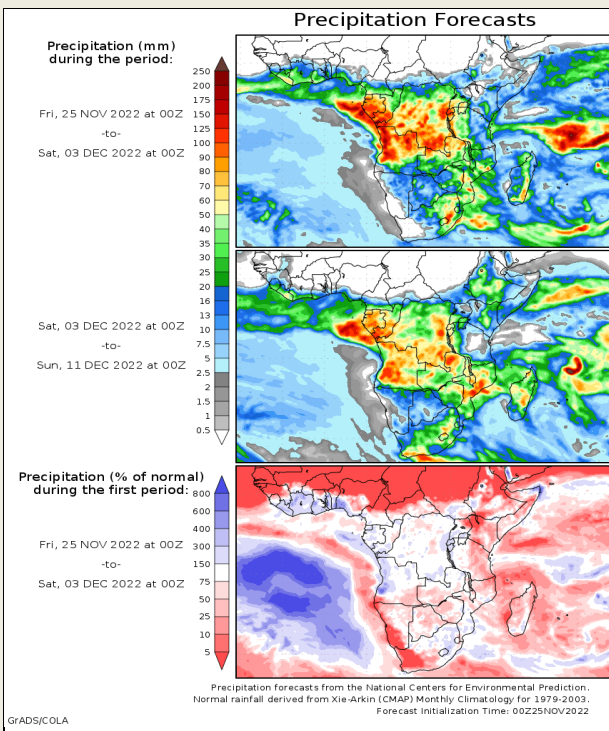 Precipitation Forecasts
Precipitation (mm)
during the period:
250
200
175
150
125
100
90
80
70
60
50
40
35
30
25
20
16
13
10
7.5
5
2.5
2
1.5
1
0.5
Fri, 25 NOV 2022 at 00Z
-to-
Sat, 03 DEC 2022 at 00Z
Sat, 03 DEC 2022 at 00Z
-to-
Sun, 11 DEC 2022 at 00Z
Precipitation (% of normal)
during the first period:
800
600
400
300
150
75
50
25
10
5
Fri, 25 NOV 2022 at 00Z
-to-
Sat, 03 DEC 2022 at 00Z
Precipitation forecasts from the National Centers for Environmental Prediction.
Normal rainfall derived from Xie-Arkin (CMAP) Monthly Climatology for 1979-2003.
Forecast Initialization Time: 00Z25NOV2022
GrADS/COLA